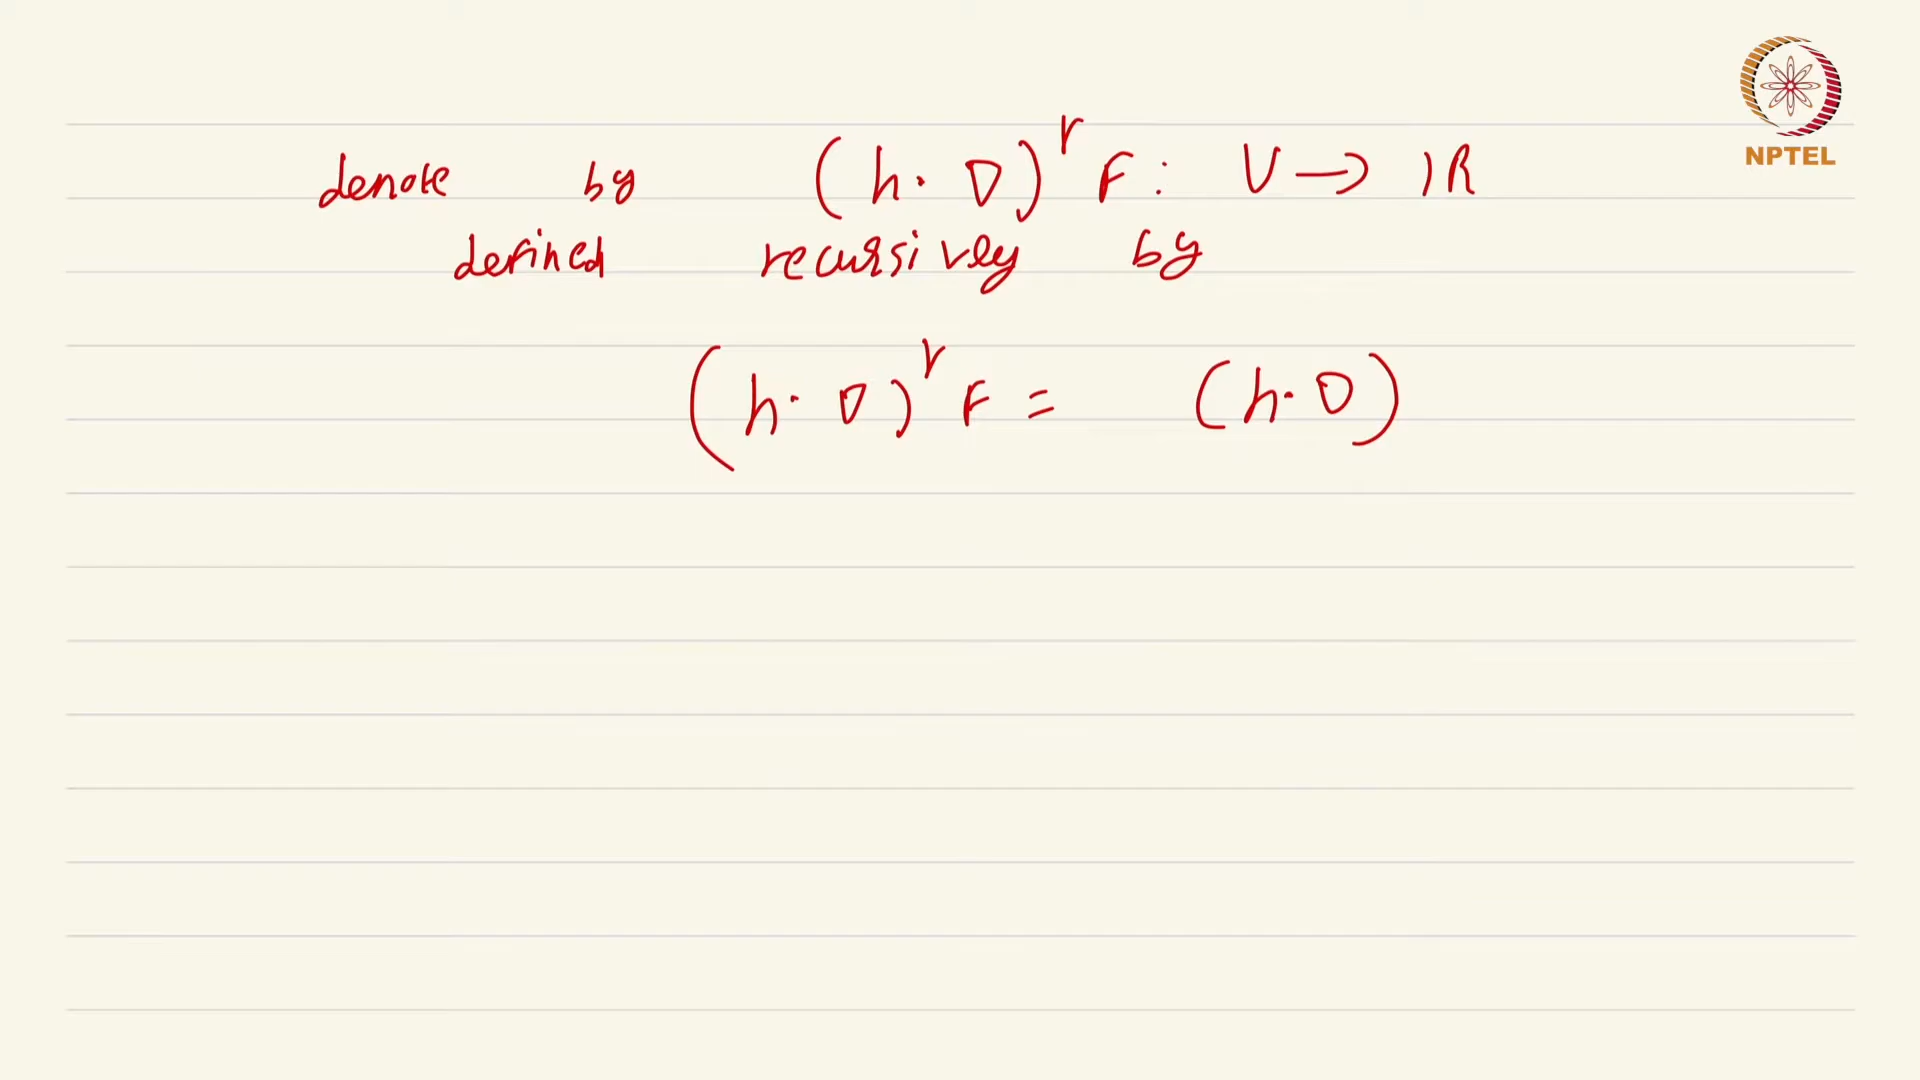 NPTEL
denote by (h · ∇)^r F : U → ℝ
defined recursively by
(h · ∇)^r F = (h · ∇)